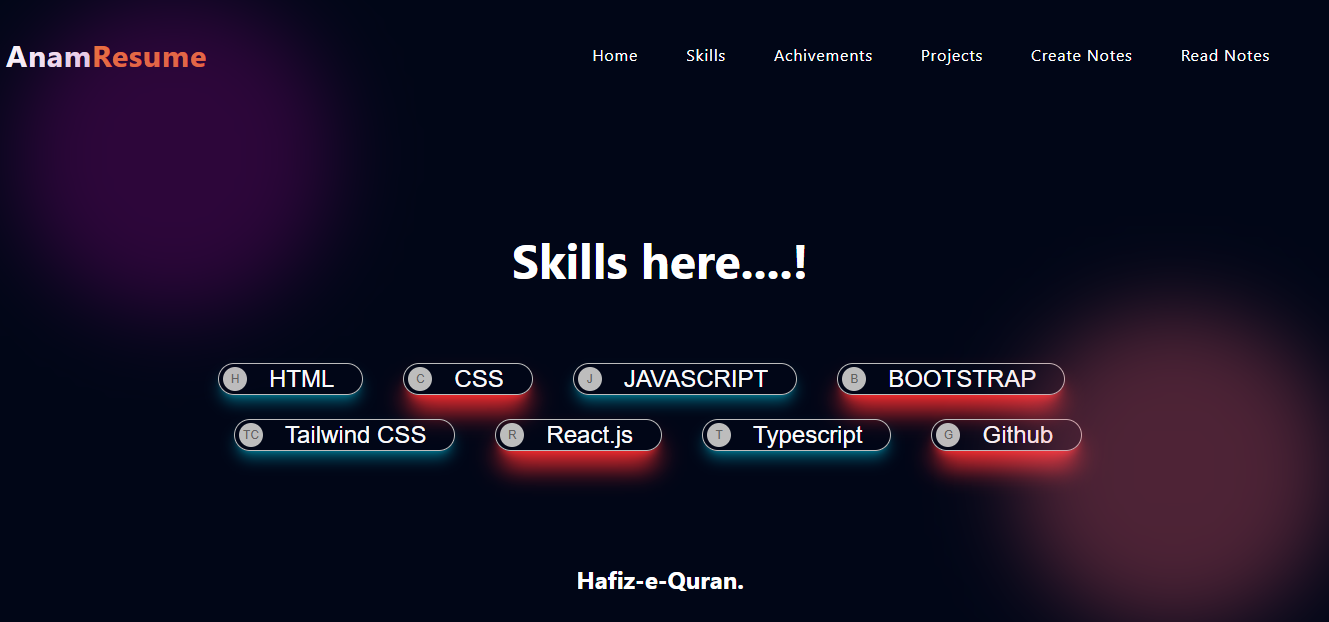 AnamResume Home Skills Achivements Projects Create Notes Read Notes
Skills here....!
H HTML C CSS J JAVASCRIPT B BOOTSTRAP
TC Tailwind CSS R React.js T Typescript G Github
Hafiz-e-Quran.